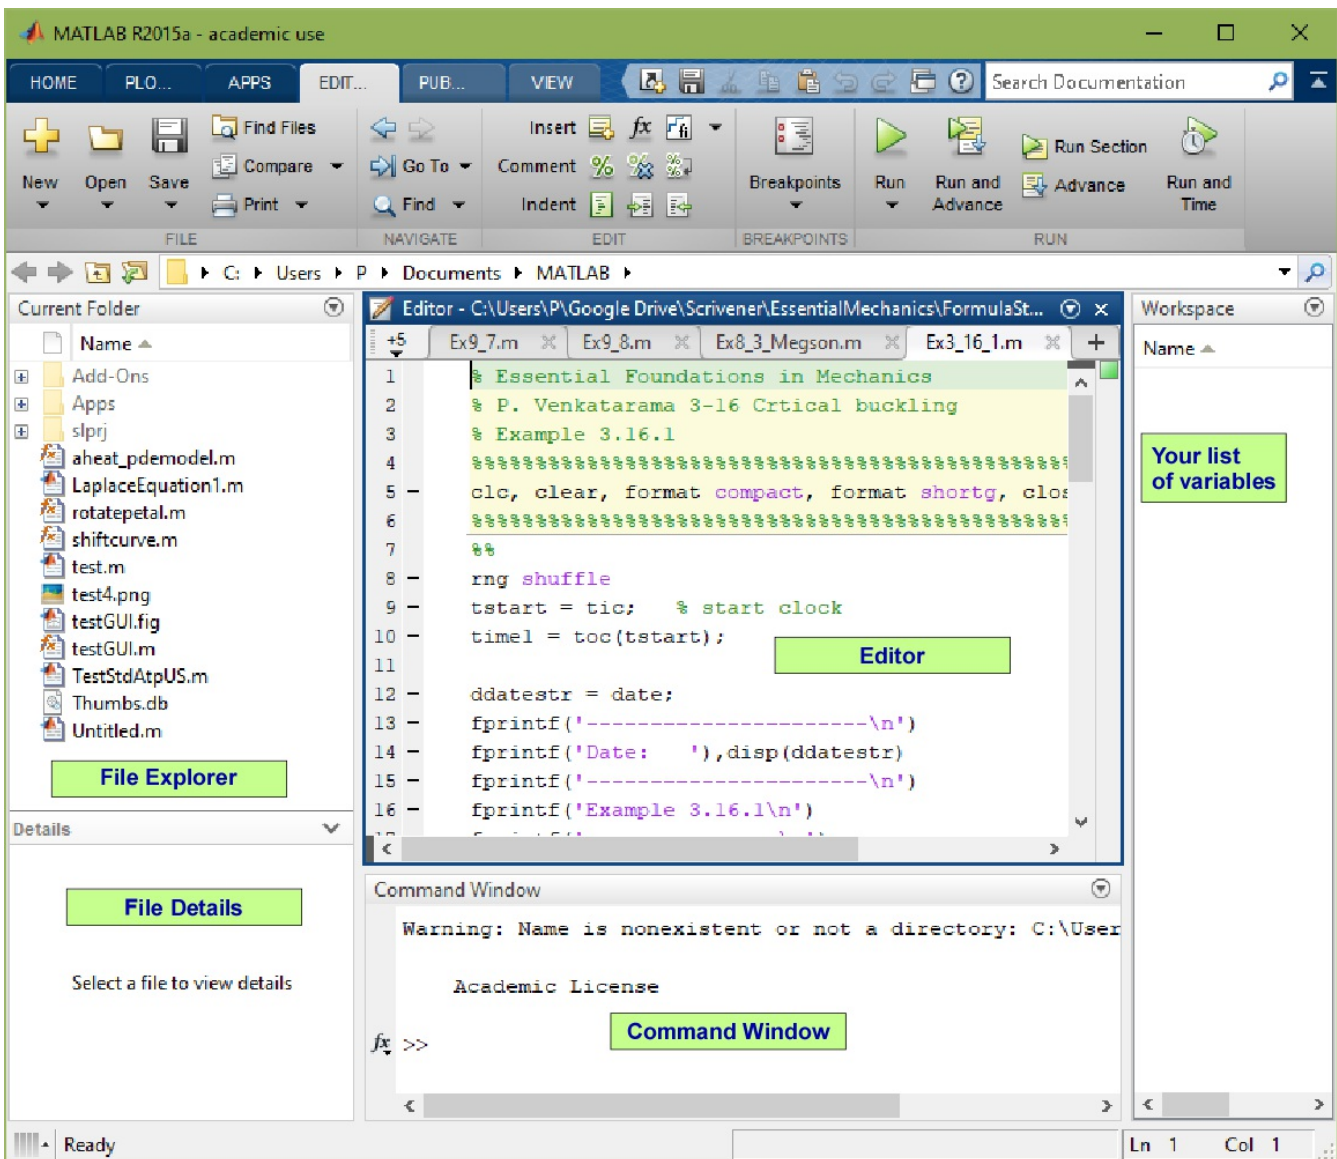 MATLAB R2015a - academic use
HOME PLO... APPS EDIT... PUB... VIEW Search Documentation
New Open Save
Find Files
Compare
Print
FILE
Go To
Find
NAVIGATE
Insert fx fi
Comment % % %
Indent
EDIT
Breakpoints
BREAKPOINTS
Run
Run and Advance
Run Section
Advance
Run and Time
RUN
C: Users P Documents MATLAB
Current Folder
Name
Add-Ons
Apps
slprj
aheat_pdemodel.m
LaplaceEquation1.m
rotatepetal.m
shiftcurve.m
test.m
test4.png
testGUI.fig
testGUI.m
TestStdAtpUS.m
Thumbs.db
Untitled.m
File Explorer
Details
File Details
Select a file to view details
Editor - C:\Users\P\Google Drive\Scrivener\EssentialMechanics\FormulaSt...
+5 Ex9_7.m Ex9_8.m Ex8_3_Megson.m Ex3_16_1.m +
1 % Essential Foundations in Mechanics
2 % P. Venkatarama 3-16 Crtical buckling
3 % Example 3.16.1
4 %%%%%%%%%%%%%%%%%%%%%%%%%%%%%%%%%%%%%%%%%%%%%%
5 - clc, clear, format compact, format shortg, clos
6 %%%%%%%%%%%%%%%%%%%%%%%%%%%%%%%%%%%%%%%%%%%%%%
7 %%
8 - rng shuffle
9 - tstart = tic; % start clock
10 - time1 = toc(tstart);
11
12 - ddatestr = date;
13 - fprintf('----------------------\n')
14 - fprintf('Date: '),disp(ddatestr)
15 - fprintf('----------------------\n')
16 - fprintf('Example 3.16.1\n')
Editor
Command Window
Warning: Name is nonexistent or not a directory: C:\User
Academic License
fx >>
Command Window
Workspace
Name
Your list
of variables
Ready
Ln 1 Col 1